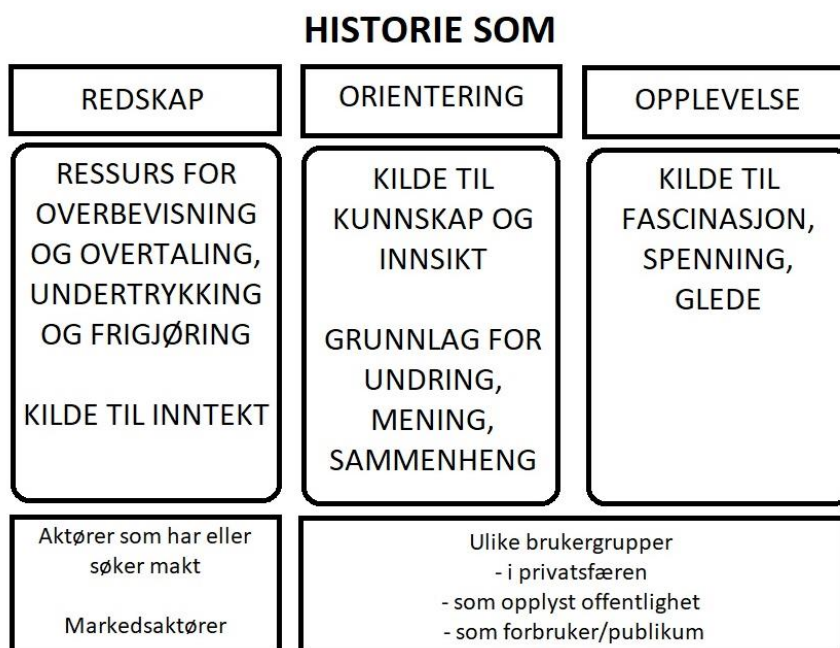 HISTORIE SOM
REDSKAP
RESSURS FOR
OVERBEVISNING
OG OVERTALING,
UNDERTRYKKING
OG FRIGJØRING
KILDE TIL INNTEKT
Aktører som har eller
søker makt
Markedsaktører
ORIENTERING
KILDE TIL
KUNNSKAP OG
INNSIKT
GRUNNLAG FOR
UNDRING,
MENING,
SAMMENHENG
OPPLEVELSE
KILDE TIL
FASCINASJON,
SPENNING,
GLEDE
Ulike brukergrupper
- i privatsfæren
- som opplyst offentlighet
- som forbruker/publikum